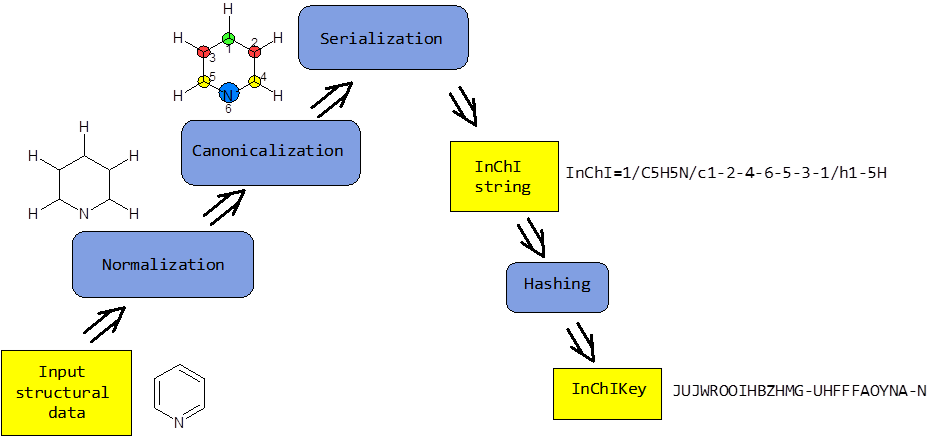 H
H
H
1
3
2
5
4
H
N
H
6
Serialization
Canonicalization
InChI
string
InChI=1/C5H5N/c1-2-4-6-5-3-1/h1-5H
H
H
H
H
N
H
Normalization
Hashing
Input
structural
data
N
InChIKey
JUJWROOIHBZHMG-UHFFFAOYNA-N